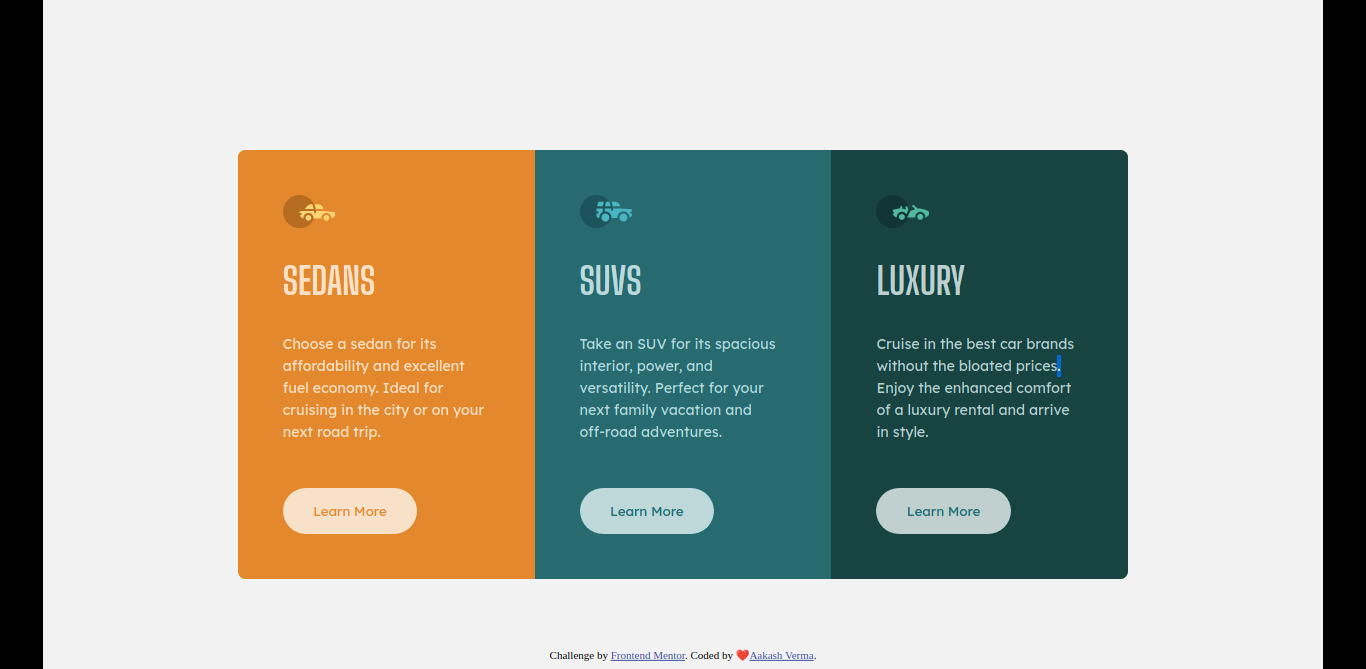 SEDANS
Choose a sedan for its
affordability and excellent
fuel economy. Ideal for
cruising in the city or on your
next road trip.
Learn More
SUVS
Take an SUV for its spacious
interior, power, and
versatility. Perfect for your
next family vacation and
off-road adventures.
Learn More
LUXURY
Cruise in the best car brands
without the bloated prices.
Enjoy the enhanced comfort
of a luxury rental and arrive
in style.
Learn More
Challenge by Frontend Mentor. Coded by ❤️Aakash Verma.